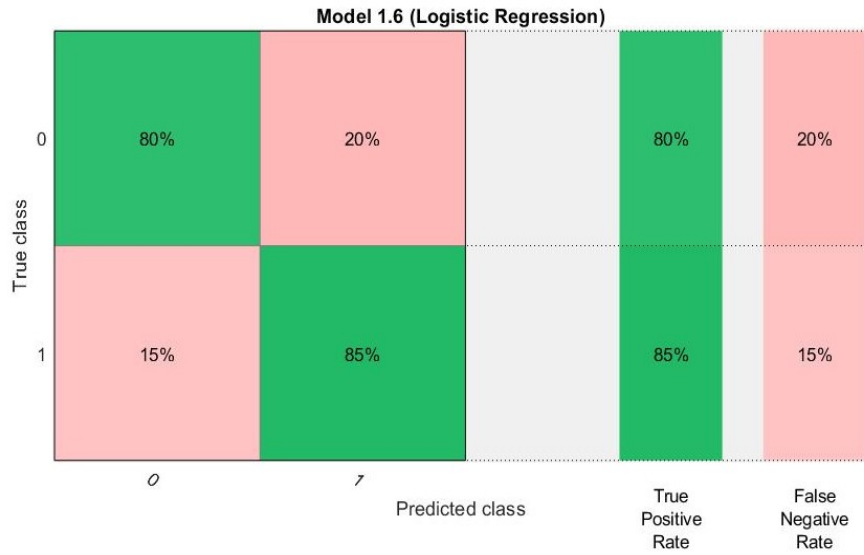 Model 1.6 (Logistic Regression)
True class
0
80%
20%
80%
20%
1
15%
85%
85%
15%
0
1
Predicted class
True
Positive
Rate
False
Negative
Rate